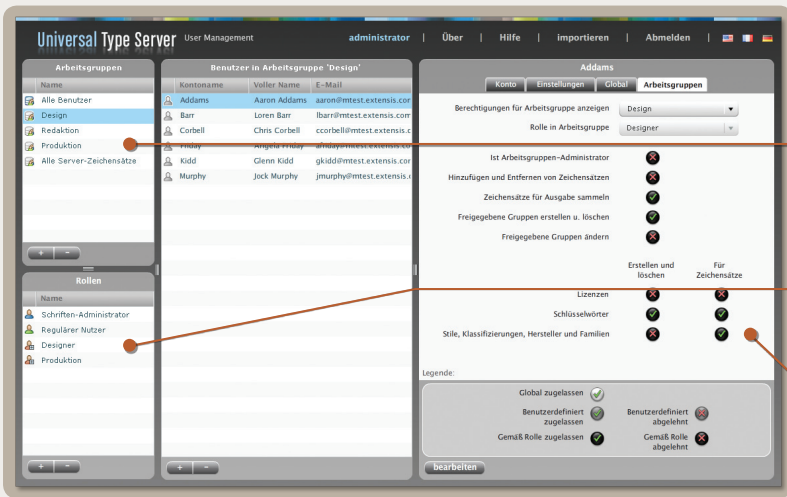 Universal Type Server User Management administrator | Über | Hilfe | importieren | Abmelden |
Arbeitsgruppen
Name
Alle Benutzer
Design
Redaktion
Produktion
Alle Server-Zeichensätze
+ -
Rollen
Name
Schriften-Administrator
Regulärer Nutzer
Designer
Produktion
+ -
Benutzer in Arbeitsgruppe 'Design'
Kontoname Voller Name E-Mail
Addams Aaron Addams aaron@mtest.extensis.com
Barr Loren Barr lbarr@mtest.extensis.com
Corbell Chris Corbell ccorbell@mtest.extensis.c
Friday Angela Friday afriday@mtest.extensis.co
Kidd Glenn Kidd gkidd@mtest.extensis.cor
Murphy Jock Murphy jmurphy@mtest.extensis.
+ -
Addams
Konto Einstellungen Global Arbeitsgruppen
Berechtigungen für Arbeitsgruppe anzeigen Design
Rolle in Arbeitsgruppe Designer
Ist Arbeitsgruppen-Administrator
Hinzufügen und Entfernen von Zeichensätzen
Zeichensätze für Ausgabe sammeln
Freigegebene Gruppen erstellen u. löschen
Freigegebene Gruppen ändern
Erstellen und löschen
Für Zeichensätze
Lizenzen
Schlüsselwörter
Stile, Klassifizierungen, Hersteller und Familien
Legende:
Global zugelassen
Benutzerdefiniert zugelassen
Benutzerdefiniert abgelehnt
Gemäß Rolle zugelassen
Gemäß Rolle abgelehnt
bearbeiten